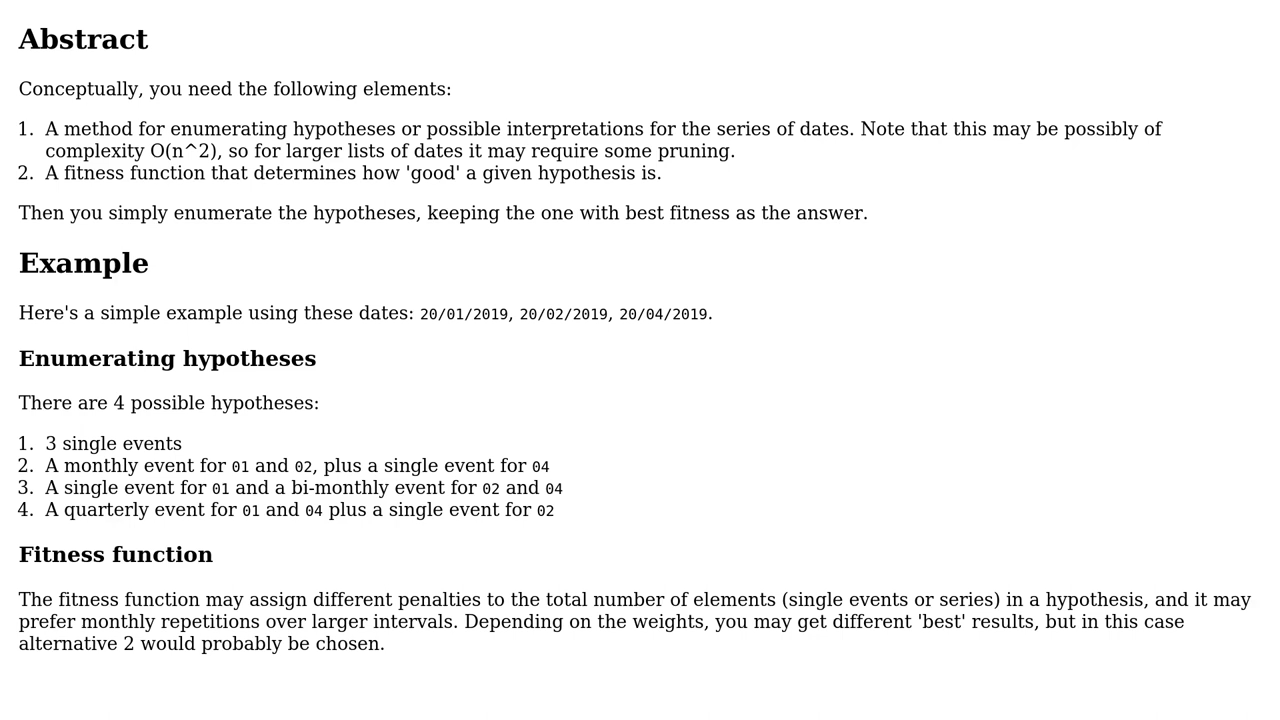 Abstract
Conceptually, you need the following elements:
1. A method for enumerating hypotheses or possible interpretations for the series of dates. Note that this may be possibly of
complexity O(n^2), so for larger lists of dates it may require some pruning.
2. A fitness function that determines how 'good' a given hypothesis is.
Then you simply enumerate the hypotheses, keeping the one with best fitness as the answer.
Example
Here's a simple example using these dates: 20/01/2019, 20/02/2019, 20/04/2019.
Enumerating hypotheses
There are 4 possible hypotheses:
1. 3 single events
2. A monthly event for 01 and 02, plus a single event for 04
3. A single event for 01 and a bi-monthly event for 02 and 04
4. A quarterly event for 01 and 04 plus a single event for 02
Fitness function
The fitness function may assign different penalties to the total number of elements (single events or series) in a hypothesis, and it may
prefer monthly repetitions over larger intervals. Depending on the weights, you may get different 'best' results, but in this case
alternative 2 would probably be chosen.